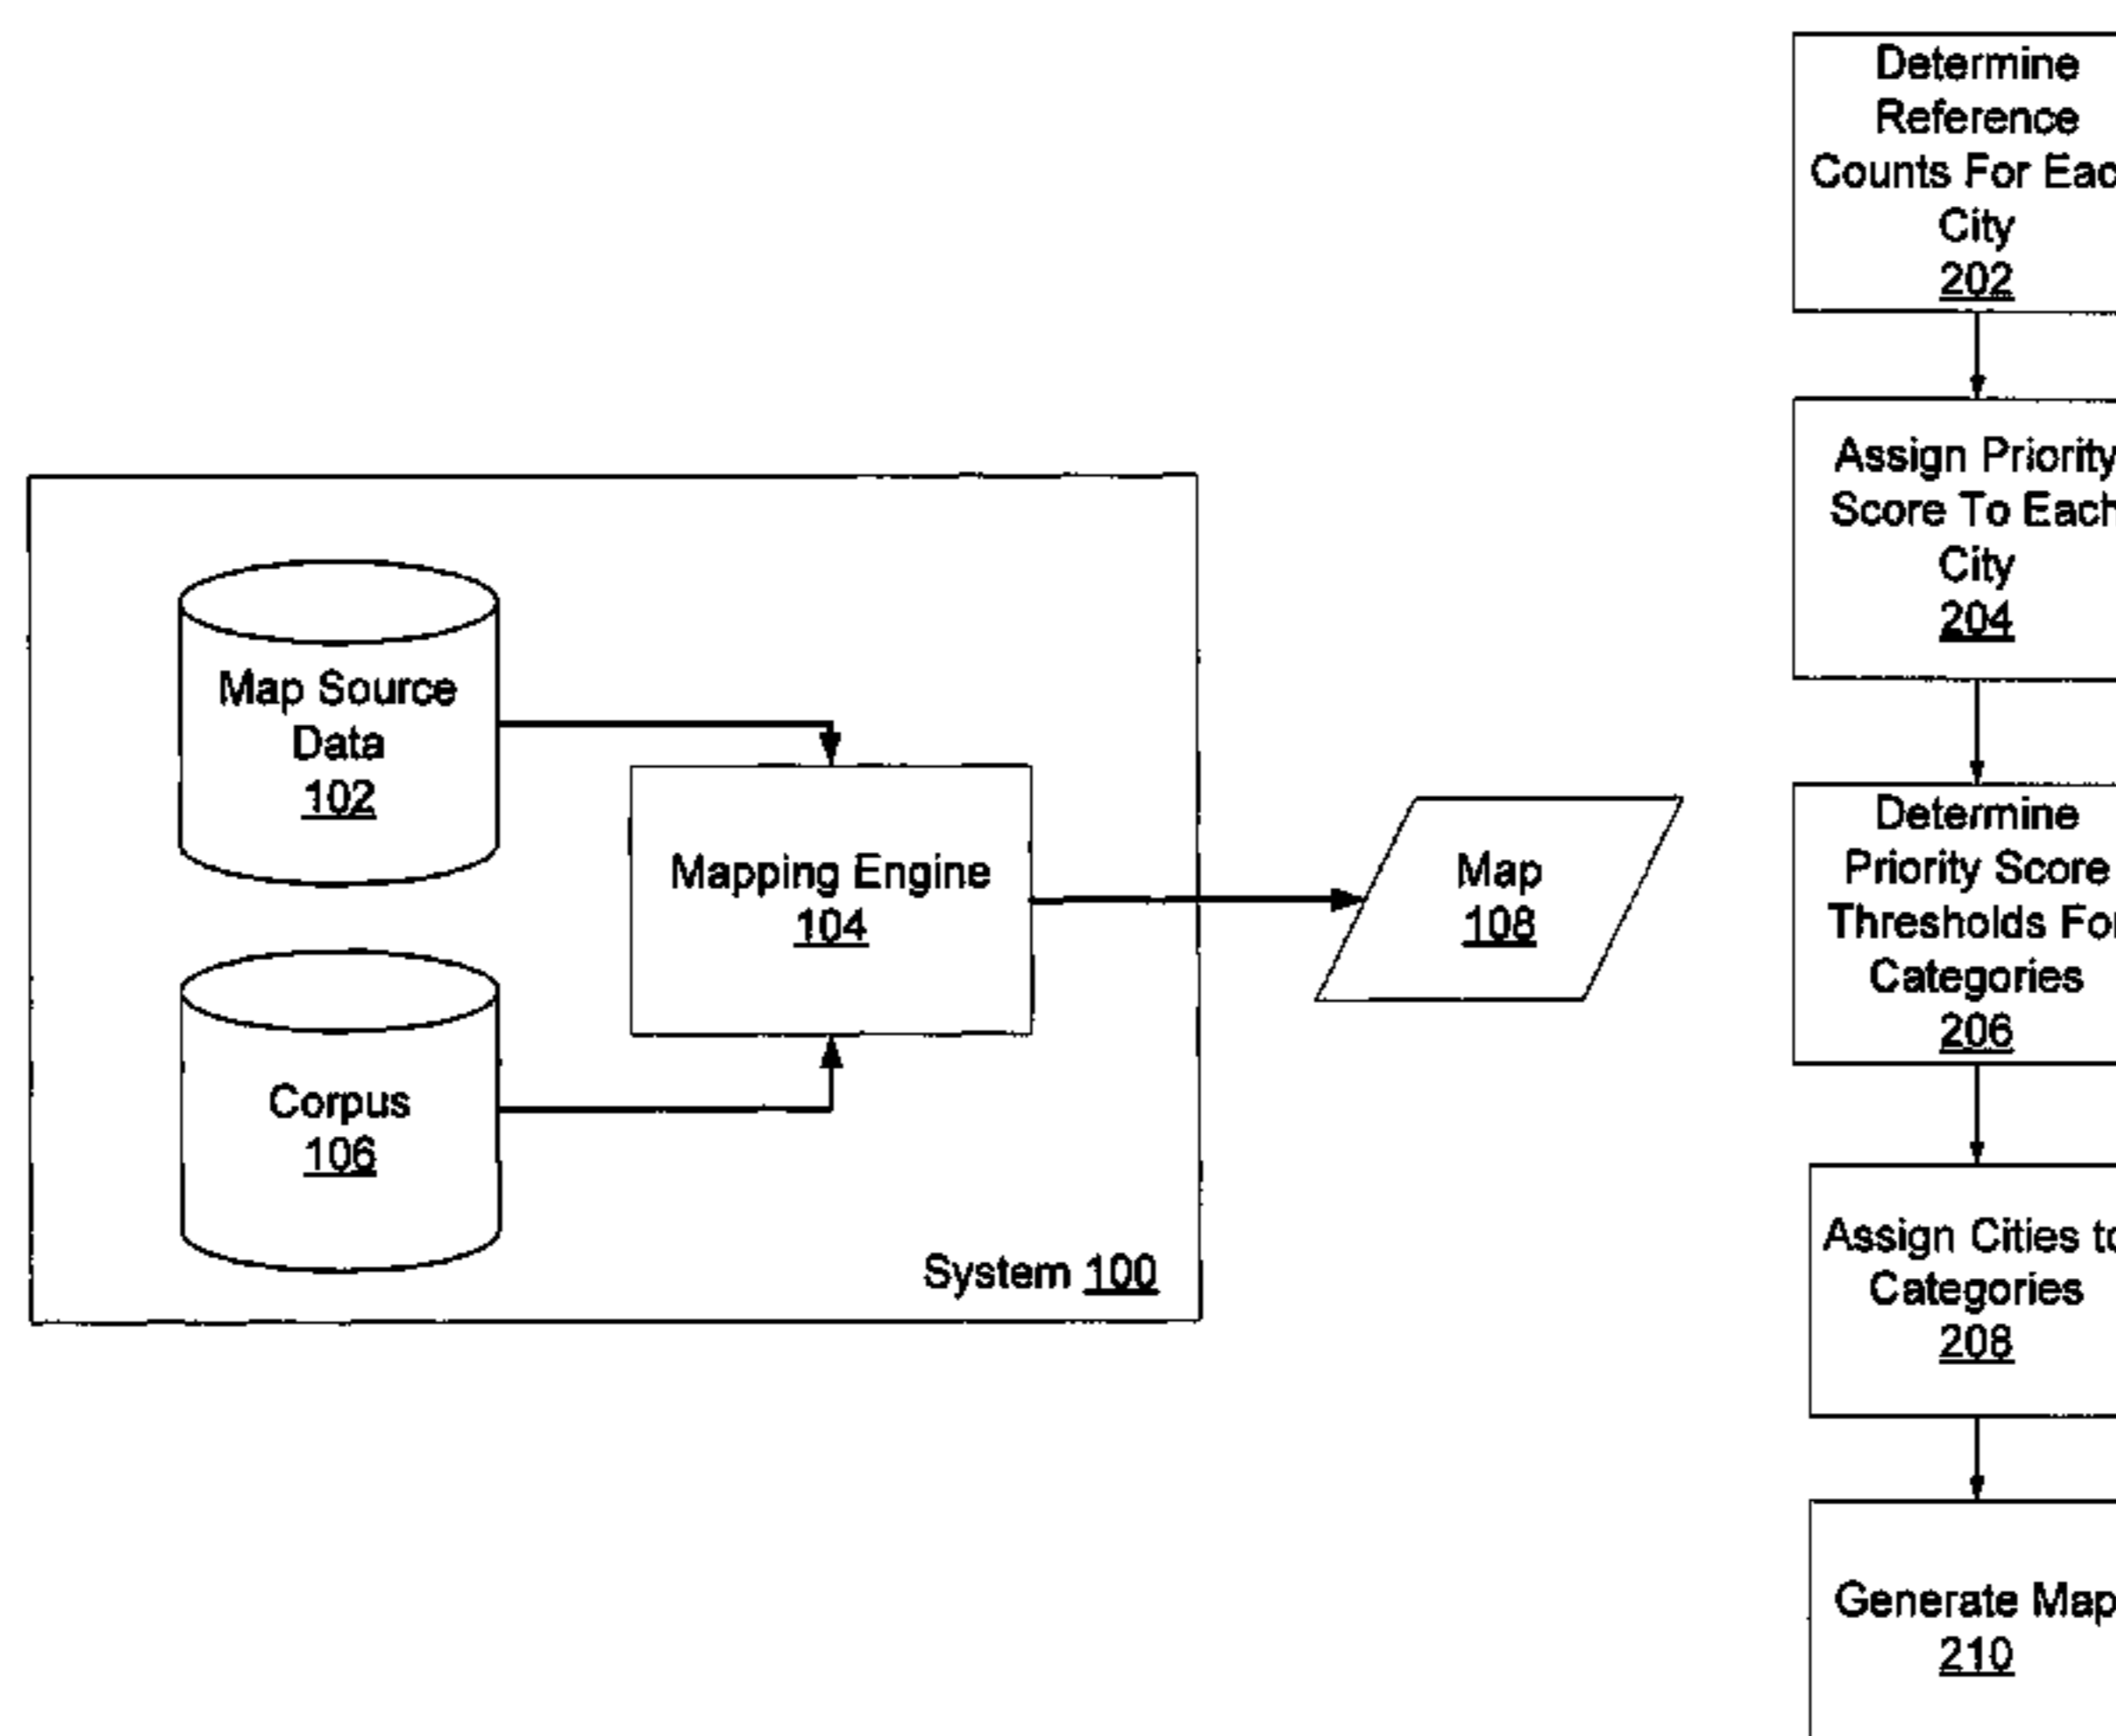 Map Source
Data
102
Mapping Engine
104
Corpus
106
System 100
Map
108
Determine
Reference
Counts For Eac
City
202
Assign Priority
Score To Each
City
204
Determine
Priority Score
Thresholds For
Categories
206
Assign Cities to
Categories
208
Generate Map
210